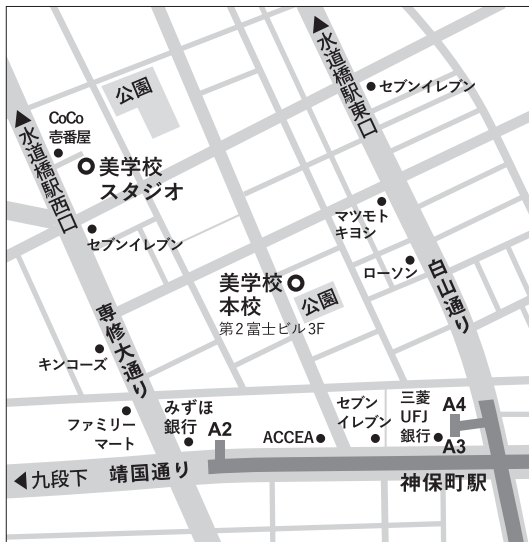 ▲水道橋駅東口
公園
セブンイレブン
CoCo
壱番屋
▲水道橋駅西口
美学校
スタジオ
マツモト
キヨシ
セブンイレブン
ローソン
白山通り
美学校
本校
第2富士ビル3F
公園
専修大通り
キンコーズ
ファミリー
マート
みずほ
銀行
A2
ACCEA
セブン
イレブン
三菱
UFJ
銀行
A4
A3
◀九段下
靖国通り
神保町駅